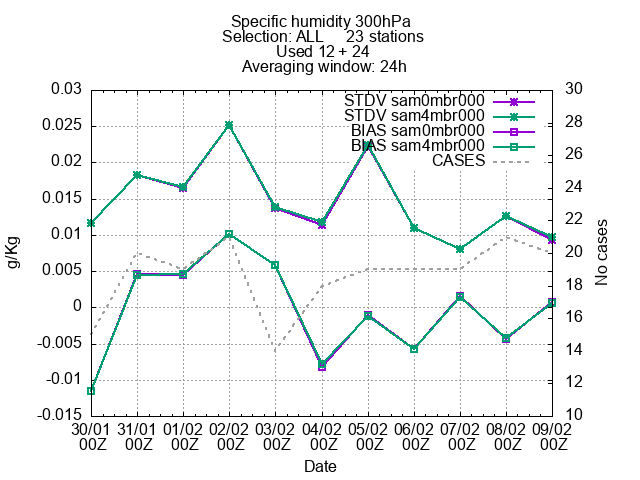 Specific humidity 300hPa
Selection: ALL 23 stations
Used 12 + 24
Averaging window: 24h
STDV sam0mbr000
STDV sam4mbr000
BIAS sam0mbr000
BIAS sam4mbr000
CASES
0.03
0.025
0.02
0.015
0.01
0.005
0
-0.005
-0.01
-0.015
g/Kg
30
28
26
24
22
20
18
16
14
12
10
No cases
30/01 31/01 01/02 02/02 03/02 04/02 05/02 06/02 07/02 08/02 09/02
00Z 00Z 00Z 00Z 00Z 00Z 00Z 00Z 00Z 00Z 00Z
Date